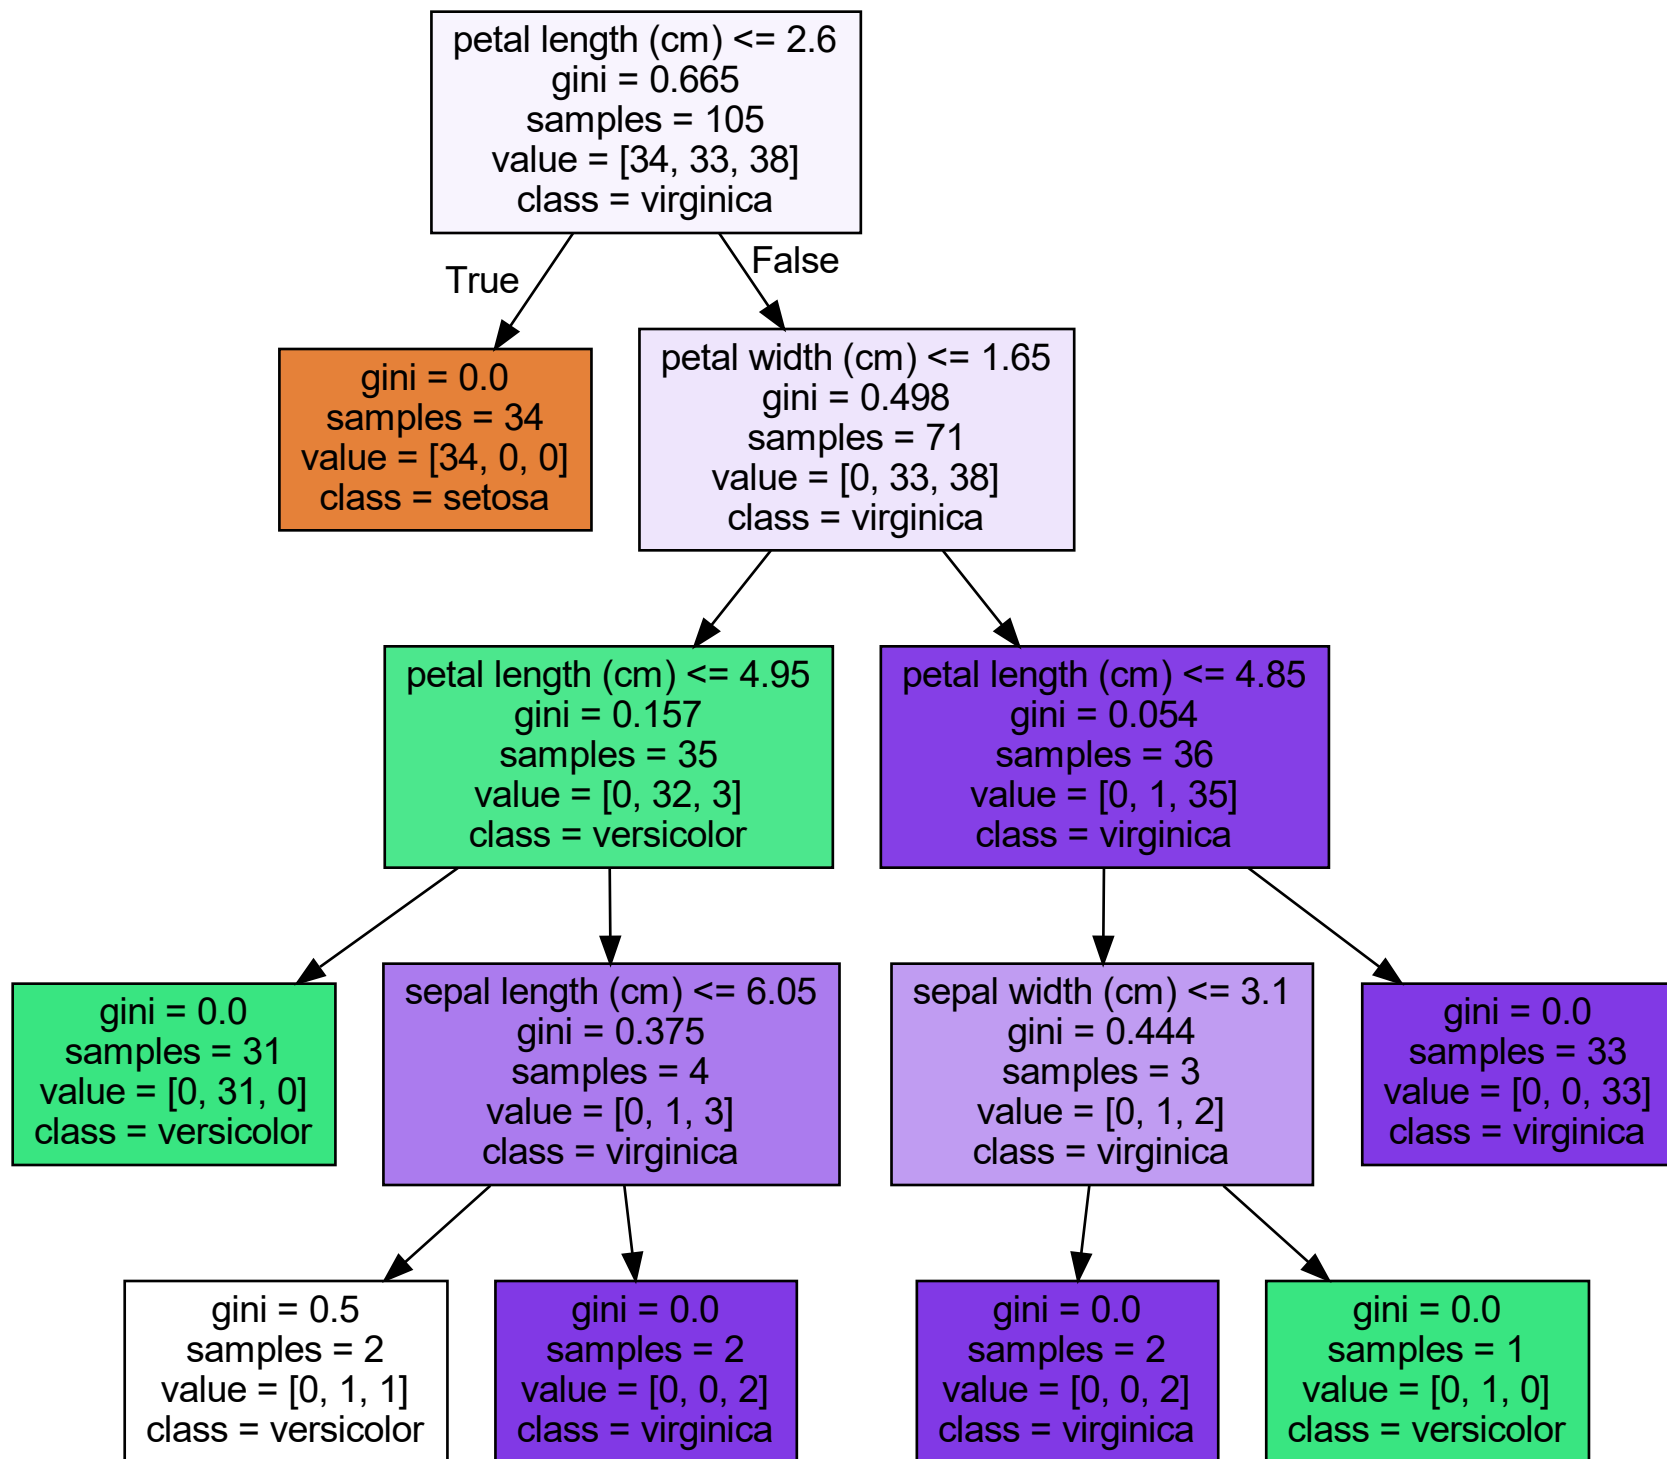 petal length (cm) <= 2.6
gini = 0.665
samples = 105
value = [34, 33, 38]
class = virginica
True
False
gini = 0.0
samples = 34
value = [34, 0, 0]
class = setosa
petal width (cm) <= 1.65
gini = 0.498
samples = 71
value = [0, 33, 38]
class = virginica
petal length (cm) <= 4.95
gini = 0.157
samples = 35
value = [0, 32, 3]
class = versicolor
petal length (cm) <= 4.85
gini = 0.054
samples = 36
value = [0, 1, 35]
class = virginica
gini = 0.0
samples = 31
value = [0, 31, 0]
class = versicolor
sepal length (cm) <= 6.05
gini = 0.375
samples = 4
value = [0, 1, 3]
class = virginica
sepal width (cm) <= 3.1
gini = 0.444
samples = 3
value = [0, 1, 2]
class = virginica
gini = 0.0
samples = 33
value = [0, 0, 33]
class = virginica
gini = 0.5
samples = 2
value = [0, 1, 1]
class = versicolor
gini = 0.0
samples = 2
value = [0, 0, 2]
class = virginica
gini = 0.0
samples = 2
value = [0, 0, 2]
class = virginica
gini = 0.0
samples = 1
value = [0, 1, 0]
class = versicolor